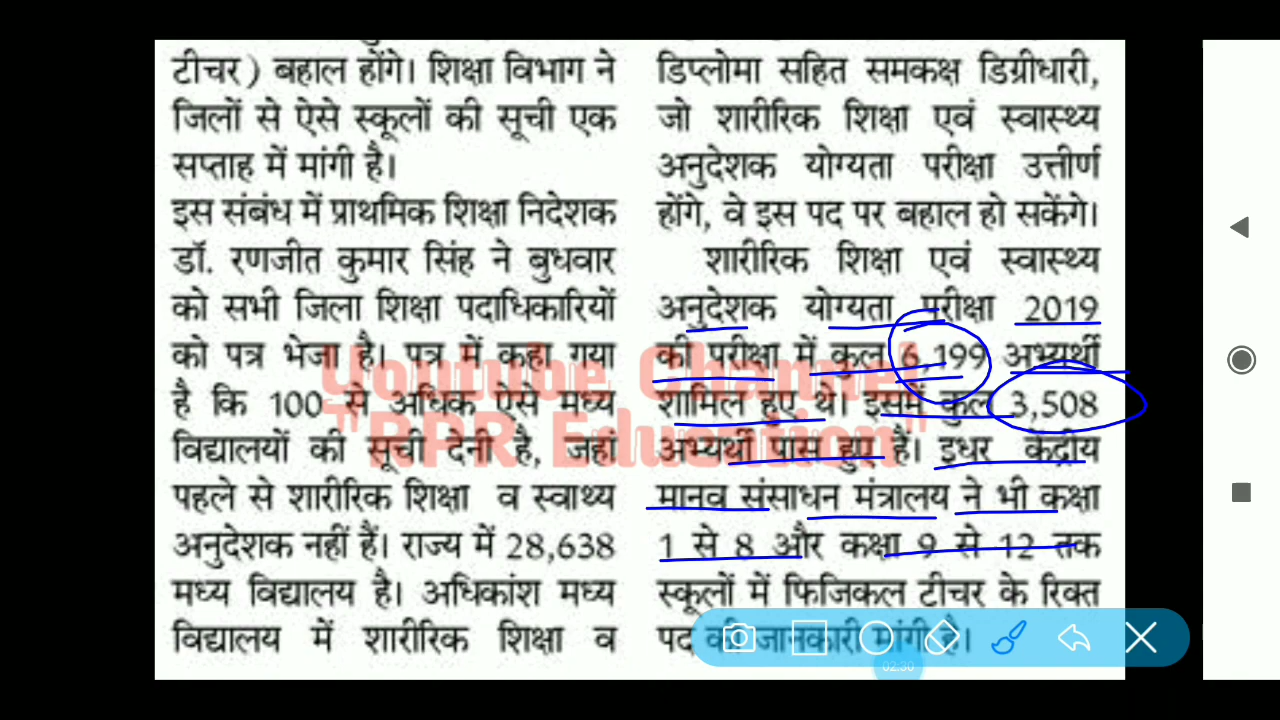 टीचर) बहाल होंगे। शिक्षा विभाग ने
जिलों से ऐसे स्कूलों की सूची एक
सप्ताह में मांगी है।
इस संबंध में प्राथमिक शिक्षा निदेशक
डॉ. रणजीत कुमार सिंह ने बुधवार
को सभी जिला शिक्षा पदाधिकारियों
को पत्र भेजा है। पत्र में कहा गया
है कि 100 से अधिक ऐसे मध्य
विद्यालयों की सूची देनी है, जहां
पहले से शारीरिक शिक्षा व स्वाथ्य
अनुदेशक नहीं हैं। राज्य में 28,638
मध्य विद्यालय है। अधिकांश मध्य
विद्यालय में शारीरिक शिक्षा व
डिप्लोमा सहित समकक्ष डिग्रीधारी,
जो शारीरिक शिक्षा एवं स्वास्थ्य
अनुदेशक योग्यता परीक्षा उत्तीर्ण
होंगे, वे इस पद पर बहाल हो सकेंगे।
शारीरिक शिक्षा एवं स्वास्थ्य
अनुदेशक योग्यता परीक्षा 2019
की परीक्षा में कुल 6,199 अभ्यर्थी
शामिल हुए थे। इसमें कुल 3,508
अभ्यर्थी पास हुए हैं। इधर केंद्रीय
मानव संसाधन मंत्रालय ने भी कक्षा
1 से 8 और कक्षा 9 से 12 तक
स्कूलों में फिजिकल टीचर के रिक्त
पद की जानकारी मांगी है।
Youtube Channel
"RPR Education"
02:30